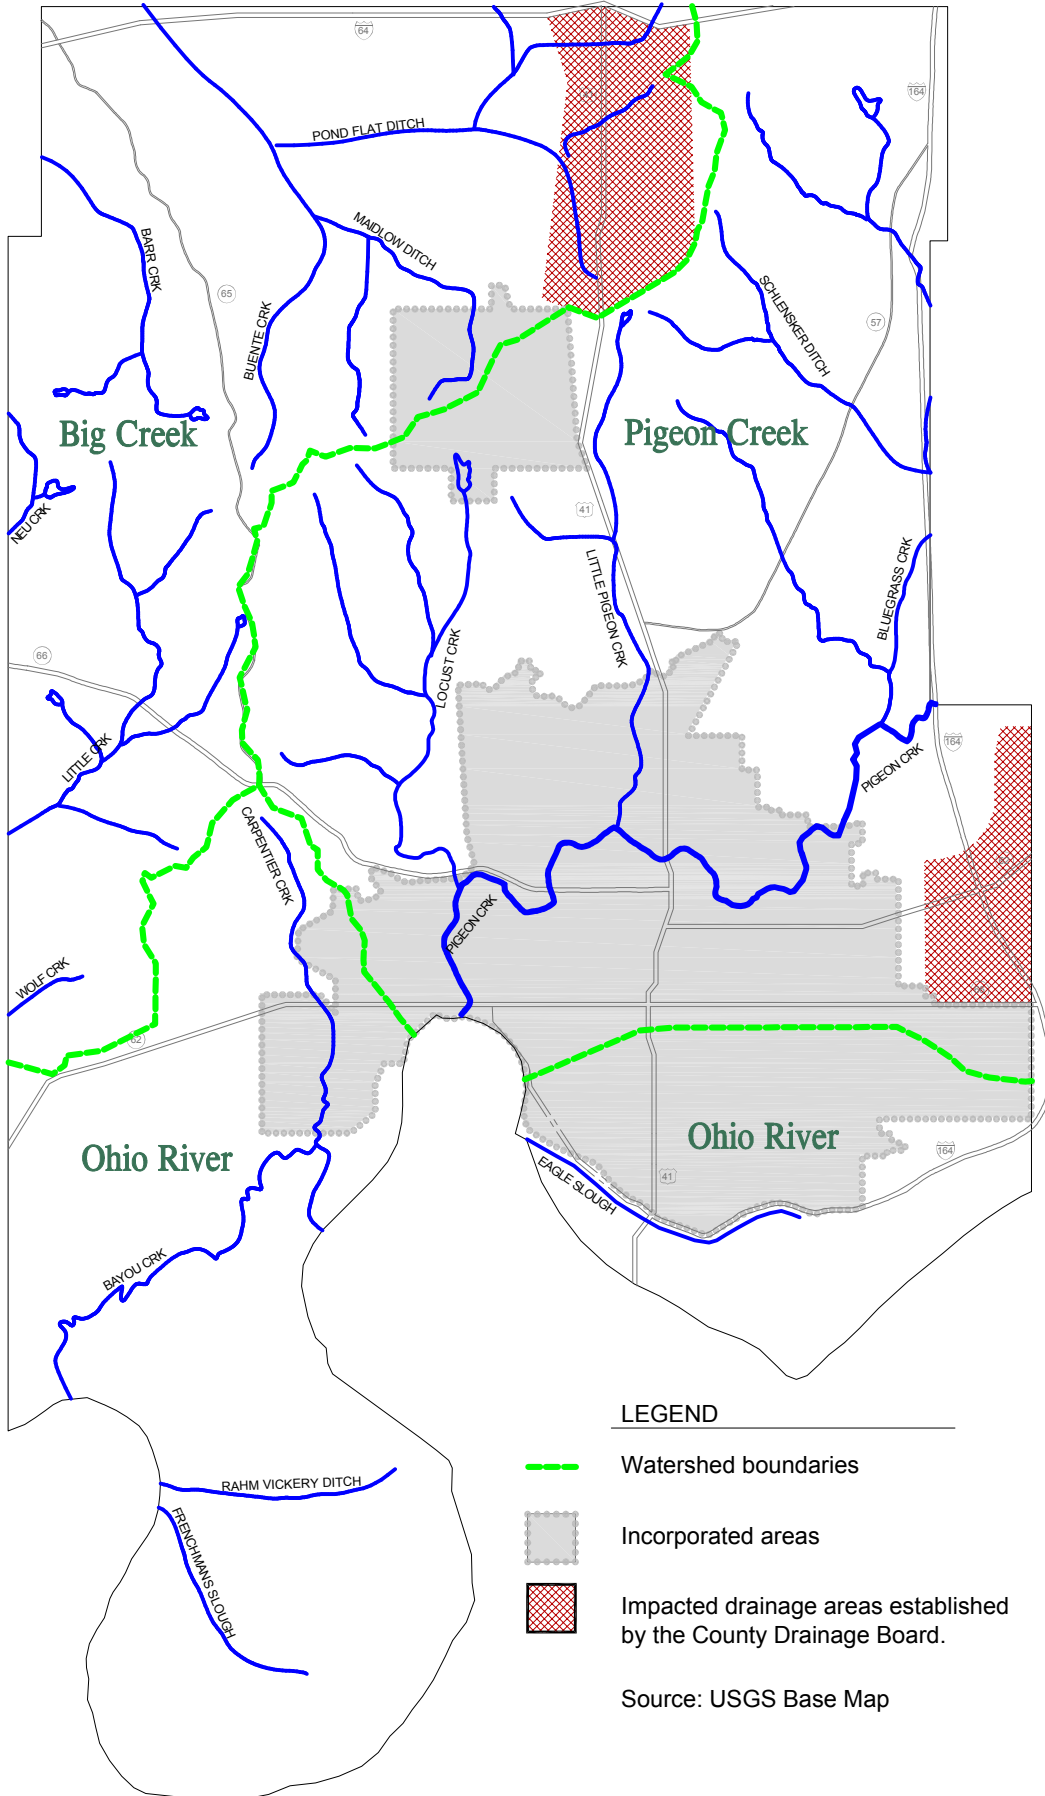 64
164
POND FLAT DITCH
BARR CRK
MAIDLOW DITCH
65
BUENTE CRK
SCHLENSKER DITCH
57
Big Creek
Pigeon Creek
NEU CRK
41
LITTLE PIGEON CRK
BLUEGRASS CRK
66
LOCUST CRK
LITTLE CRK
164
PIGEON CRK
CARPENTIER CRK
PIGEON CRK
WOLF CRK
62
Ohio River
Ohio River
164
41
EAGLE SLOUGH
BAYOU CRK
LEGEND
Watershed boundaries
RAHM VICKERY DITCH
FRENCHMANS SLOUGH
Incorporated areas
Impacted drainage areas established
by the County Drainage Board.
Source: USGS Base Map